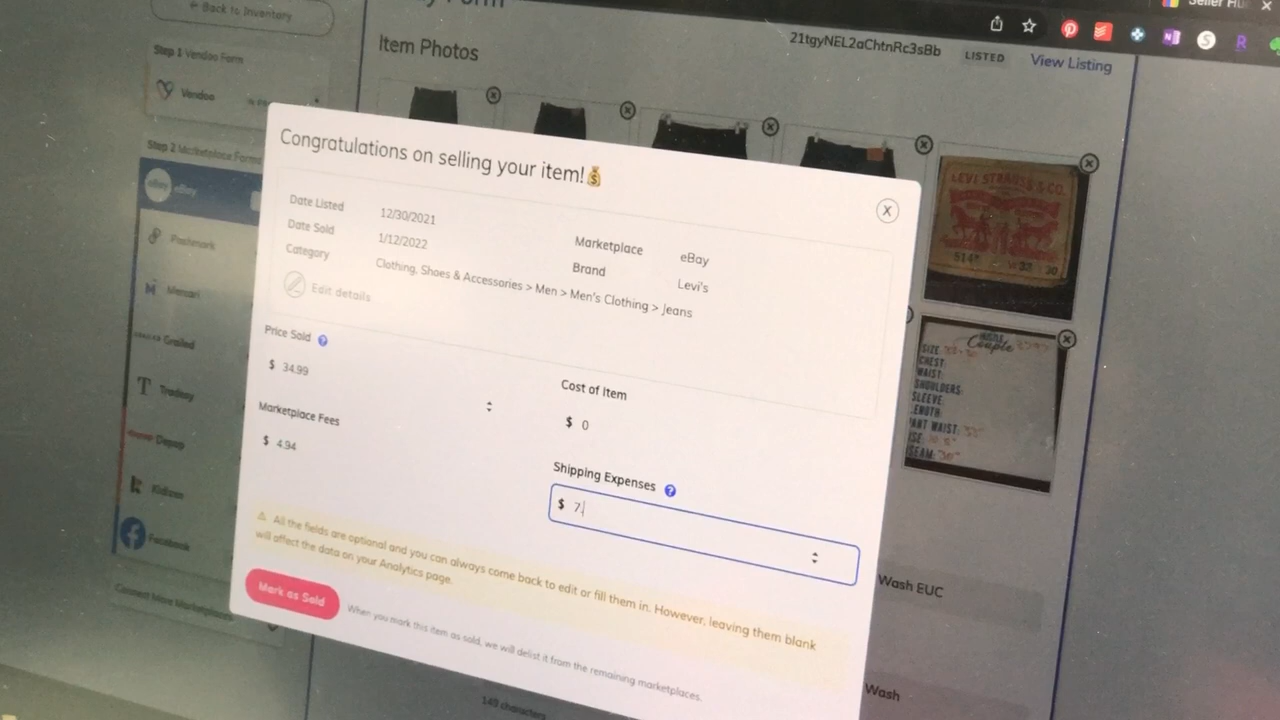 Back to Inventory
Seller Hu
Item Photos
21tgyNEL2aChtnRc3sBb
LISTED
View Listing
Step 1 Vendoo Form
Vendoo
Step 2 Marketplace Forms
eBay
Poshmark
Mercari
Grailed
Tradesy
Depop
Kidizen
Facebook
Connect More Marketplaces
Congratulations on selling your item!💰
Date Listed 12/30/2021
Date Sold 1/12/2022
Category Clothing, Shoes & Accessories > Men > Men's Clothing > Jeans
Marketplace eBay
Brand Levi's
Edit details
Price Sold
$ 34.99
Cost of Item
$ 0
Marketplace Fees
$ 4.94
Shipping Expenses
$ 7.
⚠ All the fields are optional and you can always come back to edit or fill them in. However, leaving them blank
will affect the data on your Analytics page.
Mark as Sold
When you mark this item as sold, we will delist it from the remaining marketplaces.
LEVI STRAUSS & CO.
514
Couple
SIZE:
CHEST:
WAIST:
SHOULDERS:
SLEEVE:
LENGTH:
PANT WAIST:
Wash EUC
Wash
149 characters